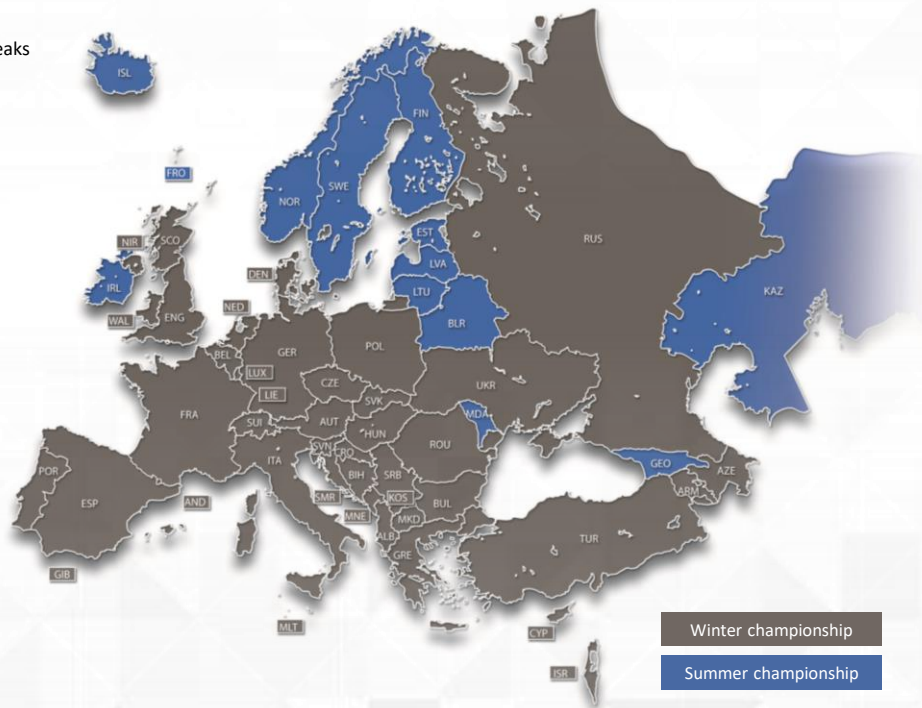 eaks
ISL
FIN
FRO
SWE
NOR
RUS
SCO
NIR
EST
LVA
DEN
IRL
LTU
KAZ
NED
WAL
ENG
BLR
BEL
GER
POL
LUX
CZE
UKR
LIE
SVK
FRA
MDA
SUI
AUT
HUN
ROU
SVN
CRO
ITA
GEO
POR
BIH
SRB
AZE
ARM
ESP
AND
SMR
KOS
BUL
MNE
MKD
ALB
TUR
GRE
GIB
MLT
CYP
Winter championship
ISR
Summer championship